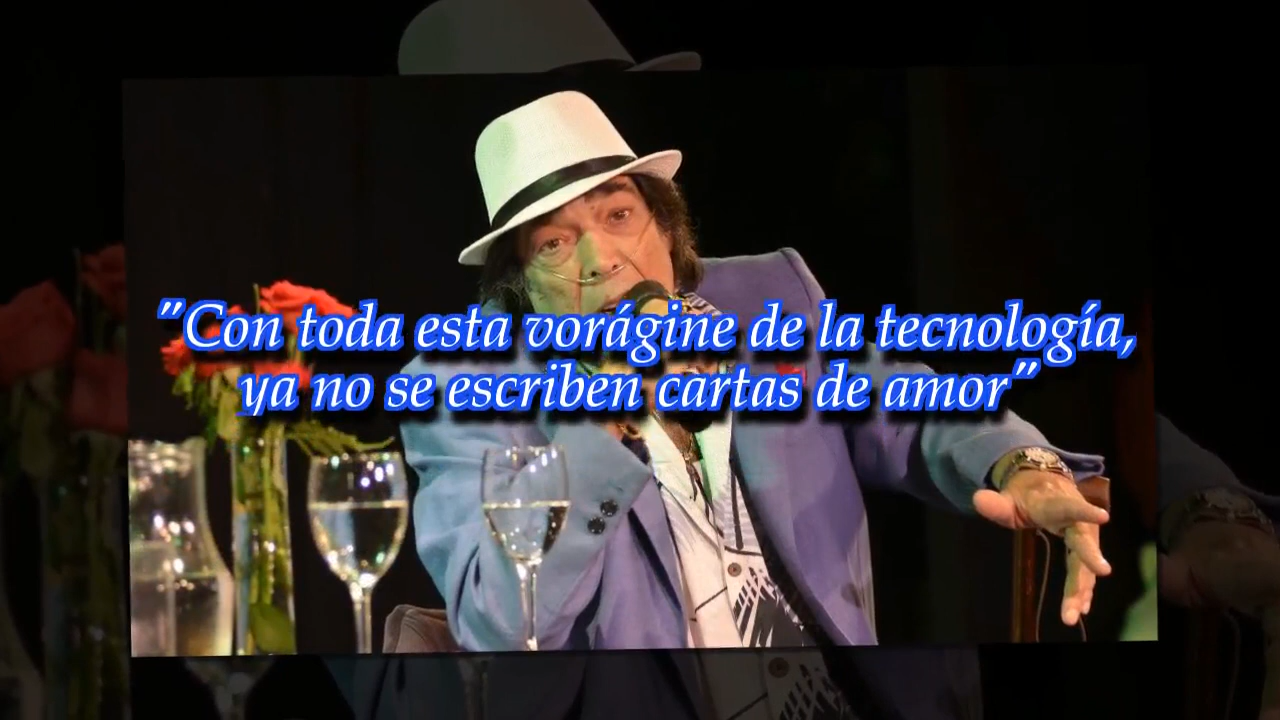 "Con toda esta vorágine de la tecnología,
ya no se escriben cartas de amor"